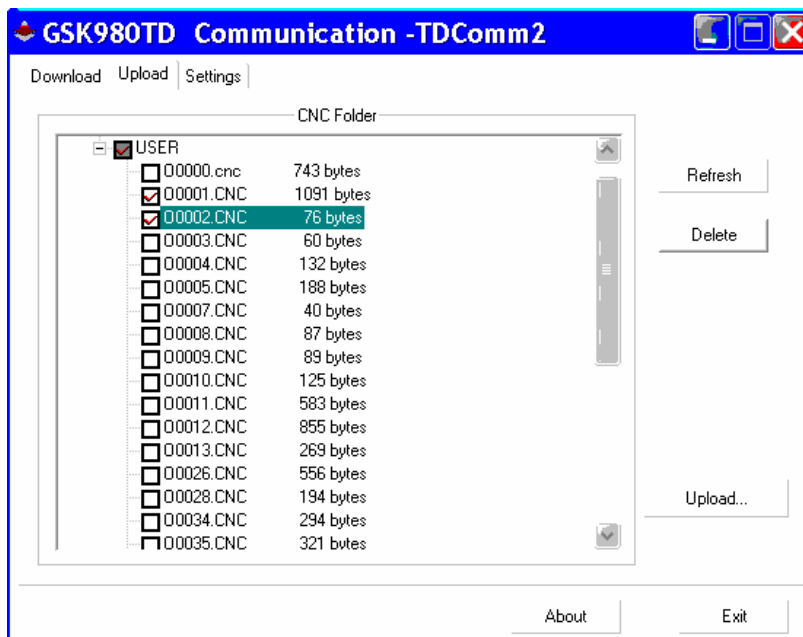 GSK980TD Communication -TDComm2
Download Upload Settings
CNC Folder
USER
O0000.cnc 743 bytes
O0001.CNC 1091 bytes
O0002.CNC 76 bytes
O0003.CNC 60 bytes
O0004.CNC 132 bytes
O0005.CNC 188 bytes
O0007.CNC 40 bytes
O0008.CNC 87 bytes
O0009.CNC 89 bytes
O0010.CNC 125 bytes
O0011.CNC 583 bytes
O0012.CNC 855 bytes
O0013.CNC 269 bytes
O0026.CNC 556 bytes
O0028.CNC 194 bytes
O0034.CNC 294 bytes
O0035.CNC 321 bytes
Refresh
Delete
Upload...
About Exit